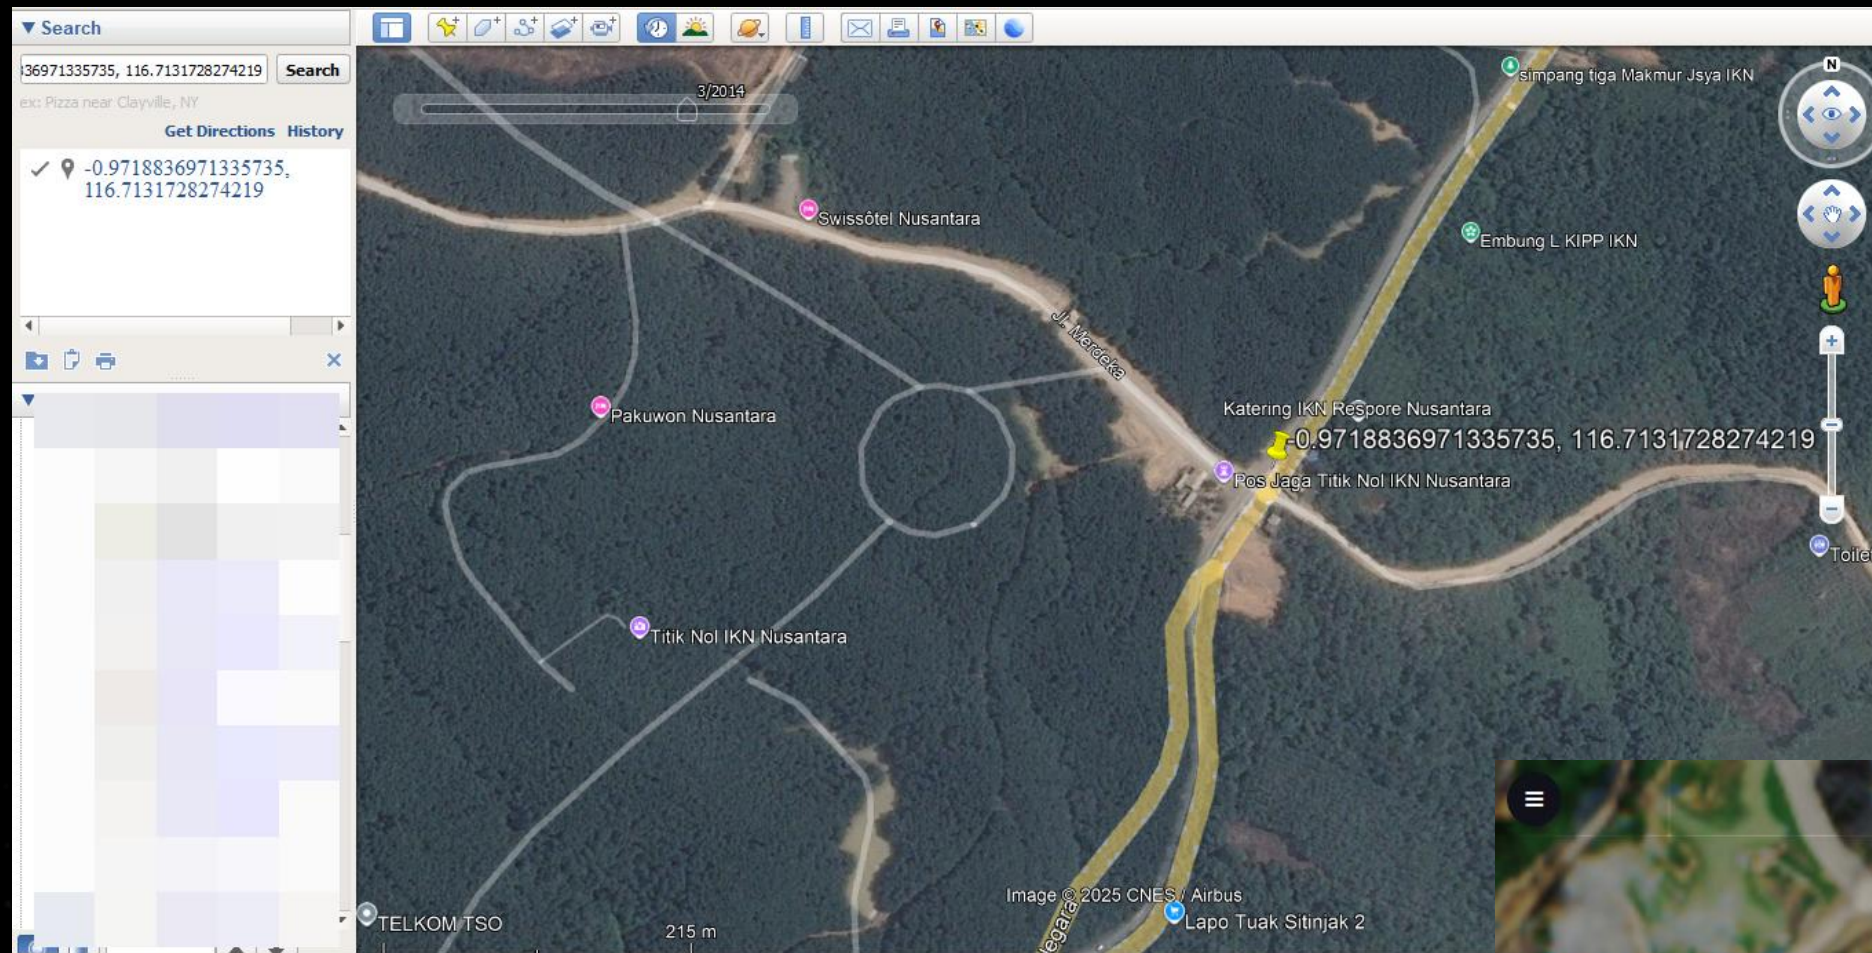 Search
36971335735, 116.7131728274219
Search
ex: Pizza near Clayville, NY
Get Directions History
-0.9718836971335735,
116.7131728274219
3/2014
N
simpang tiga Makmur Jsya IKN
Swissôtel Nusantara
Embung L KIPP IKN
Jl. Merdeka
Pakuwon Nusantara
Katering IKN Respore Nusantara
-0.9718836971335735, 116.7131728274219
Pos Jaga Titik Nol IKN Nusantara
Toile
Titik Nol IKN Nusantara
Image © 2025 CNES / Airbus
TELKOM TSO
215 m
Lapo Tuak Sitinjak 2
legara